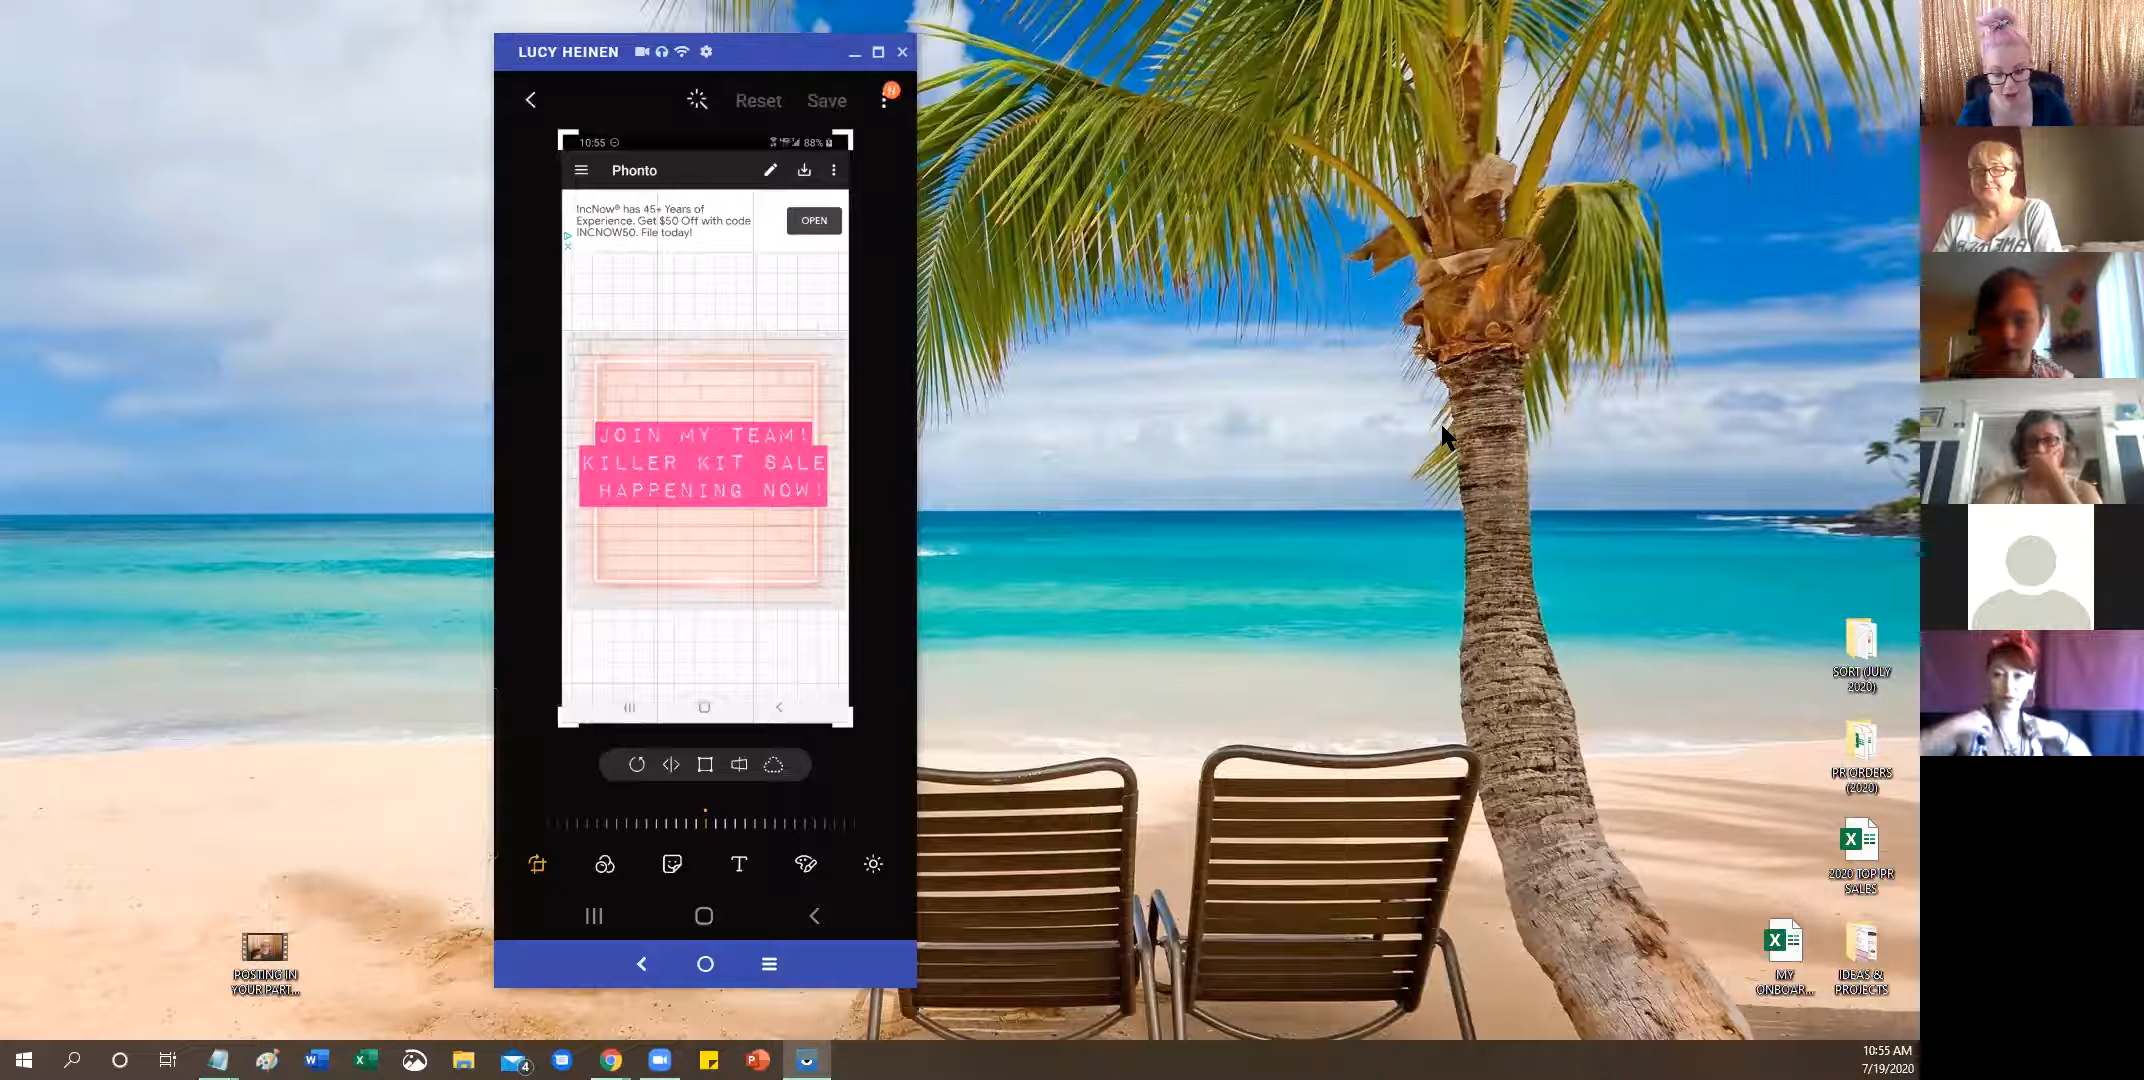 LUCY HEINEN
Reset
Save
N
10:55
88%
Phonto
IncNow® has 45+ Years of
Experience. Get $50 Off with code
INCNOW50. File today!
OPEN
JOIN MY TEAM!
KILLER KIT SALE
HAPPENING NOW!
SORT (JULY
2020)
PR ORDERS
(2020)
2020 TOP PR
SALES
MY
ONBOAR...
IDEAS &
PROJECTS
POSTING IN
YOUR PART...
4
10:55 AM
7/19/2020